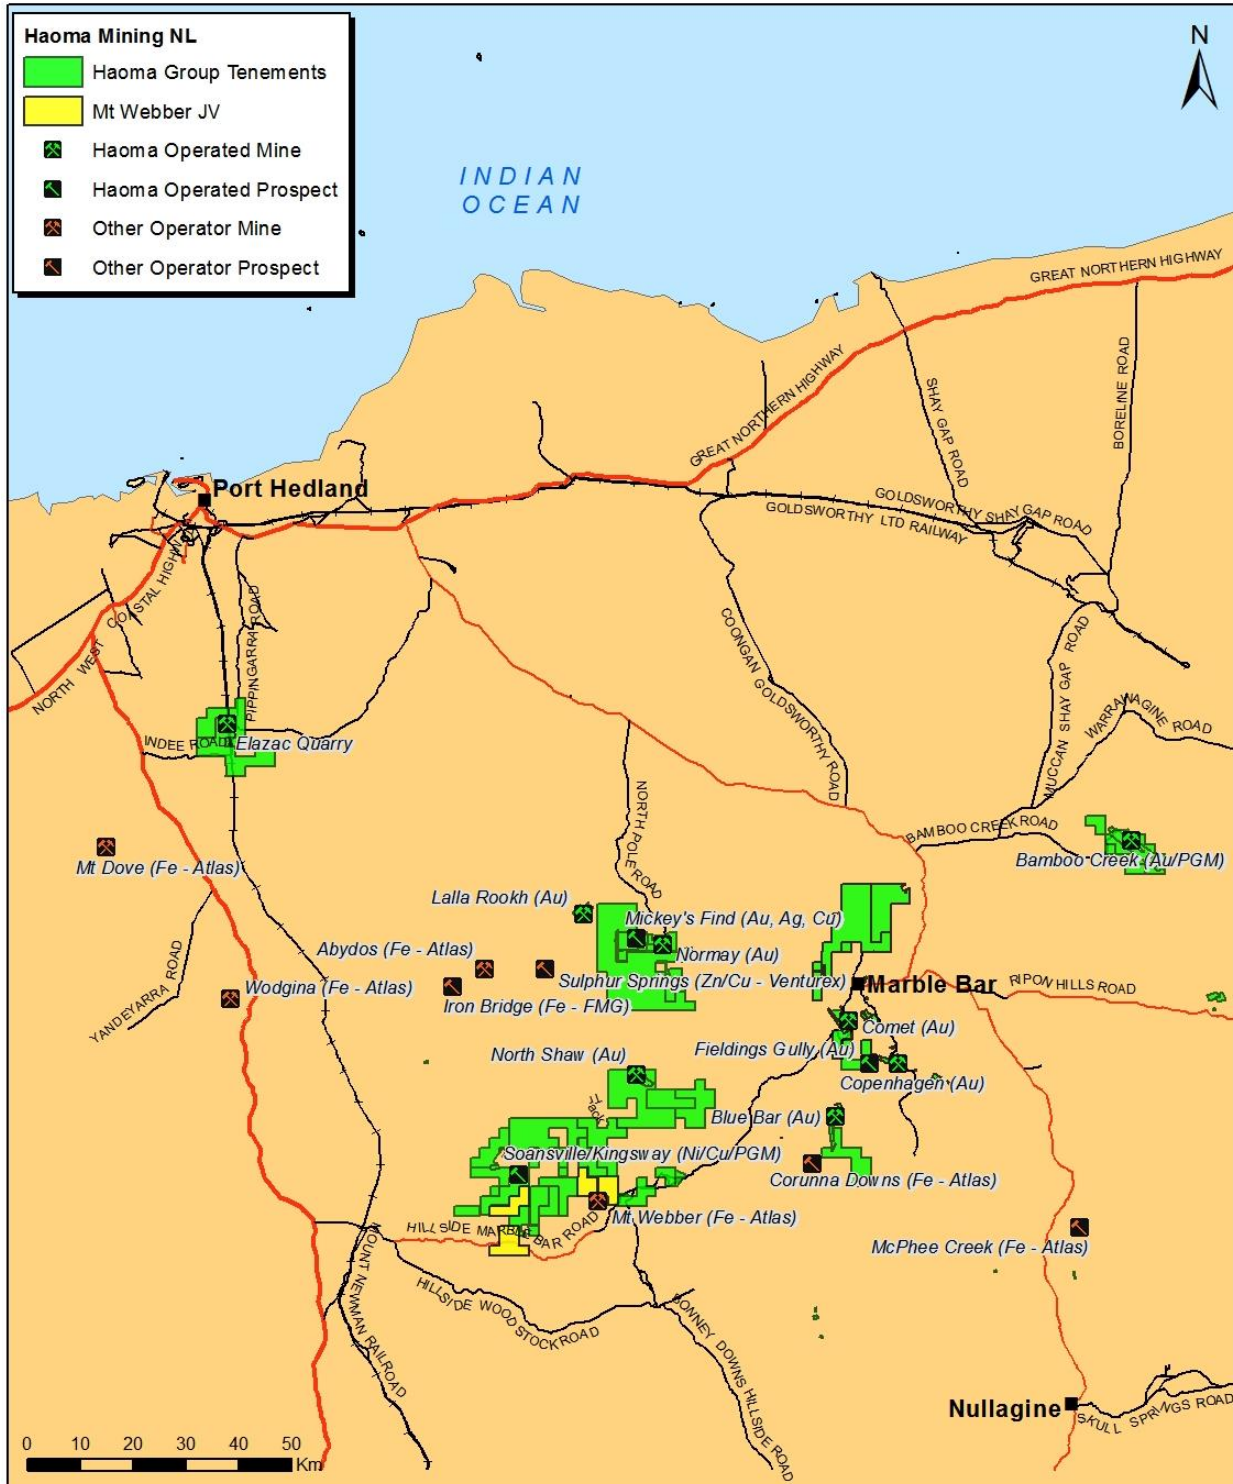 Haoma Mining NL
Haoma Group Tenements
Mt Webber JV
Haoma Operated Mine
Haoma Operated Prospect
Other Operator Mine
Other Operator Prospect
N
INDIAN
OCEAN
GREAT NORTHERN HIGHWAY
GREAT NORTHERN HIGHWAY
SHAY GAP ROAD
BORELINE ROAD
Port Hedland
GOLDSWORTHY SHAY GAP ROAD
GOLDSWORTHY LTD RAILWAY
NORTH WEST COASTAL HIGHWAY
PIPPINGARRA ROAD
COONGAN GOLDSWORTHY ROAD
MUCCAN SHAY GAP ROAD
WARRAWAGINE ROAD
INDEE ROAD
Elazac Quarry
NORTH POLE ROAD
BAMBOO CREEK ROAD
Bamboo Creek (Au/PGM)
Mt Dove (Fe - Atlas)
Lalla Rookh (Au)
Mickey's Find (Au, Ag, Cu)
Abydos (Fe - Atlas)
Normay (Au)
YANDEYARRA ROAD
Wodgina (Fe - Atlas)
Sulphur Springs (Zn/Cu - Venturex)
Marble Bar
RIPON HILLS ROAD
Iron Bridge (Fe - FMG)
Comet (Au)
North Shaw (Au)
Fieldings Gully (Au)
Copenhagen (Au)
Blue Bar (Au)
Soansville/Kingsway (Ni/Cu/PGM)
Corunna Downs (Fe - Atlas)
Mt Webber (Fe - Atlas)
HILLSIDE MARBLE BAR ROAD
McPhee Creek (Fe - Atlas)
MOUNT NEWMAN RAILROAD
HILLSIDE WOODSTOCK ROAD
BONNEY DOWNS HILLSIDE ROAD
Nullagine
SKULL SPRINGS ROAD
0 10 20 30 40 50
Km